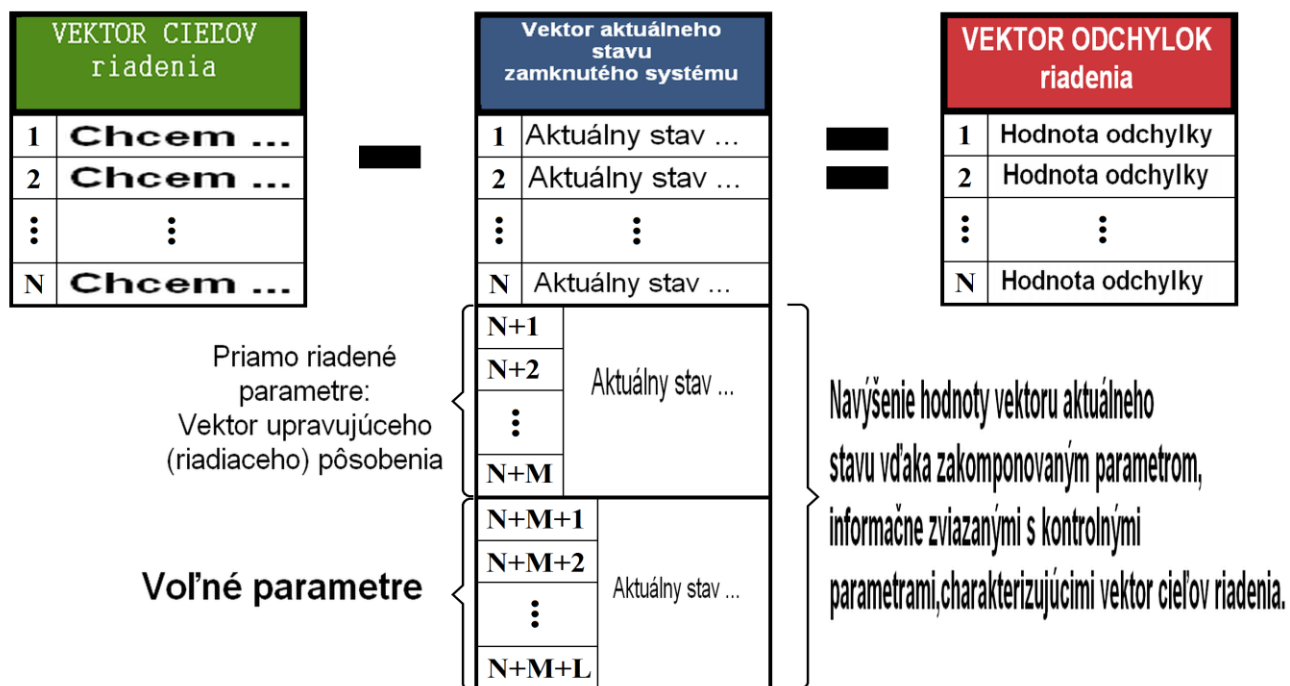 VEKTOR CIEĽOV
riadenia
1 Chcem ...
2 Chcem ...
⋮ ⋮
N Chcem ...
Vektor aktuálneho
stavu
zamknutého systému
1 Aktuálny stav ...
2 Aktuálny stav ...
⋮ ⋮
N Aktuálny stav ...
N+1
N+2
⋮
N+M
Aktuálny stav ...
N+M+1
N+M+2
⋮
N+M+L
Aktuálny stav ...
VEKTOR ODCHYLOK
riadenia
1 Hodnota odchylky
2 Hodnota odchylky
⋮ ⋮
N Hodnota odchylky
Priamo riadené
parametre:
Vektor upravujúceho
(riadiaceho) pôsobenia
Voľné parametre
Navýšenie hodnoty vektoru aktuálneho
stavu vďaka zakomponovaným parametrom,
informačne zviazanými s kontrolnými
parametrami,charakterizujúcimi vektor cieľov riadenia.